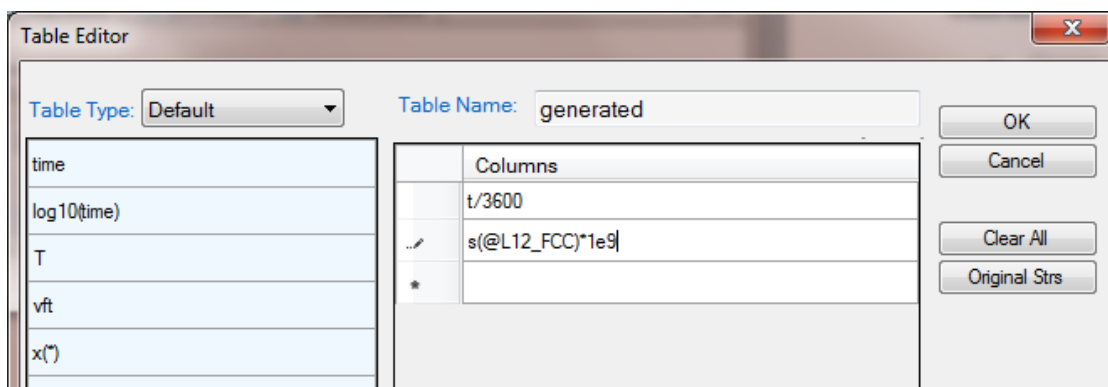 Table Editor
x
Table Type: Default
Table Name: generated
OK
Cancel
Clear All
Original Strs
time
log10(time)
T
vft
x(*)
Columns
t/3600
s(@L12_FCC)*1e9
*